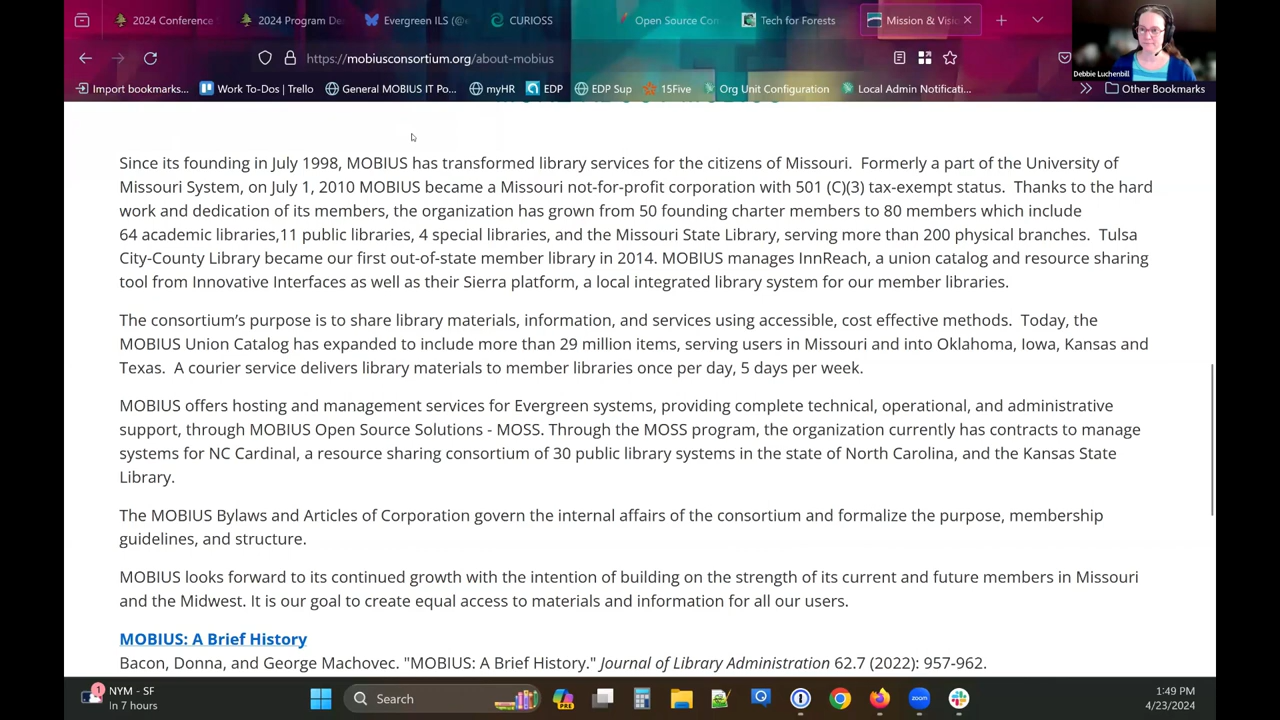 2024 Conference
2024 Program De
Evergreen ILS (@e
CURIOSS
Open Source Con
Tech for Forests
Mission & Visio
https://mobiusconsortium.org/about-mobius
Debbie Luchenbill
Import bookmarks...
Work To-Dos | Trello
General MOBIUS IT Po...
myHR
EDP
EDP Sup
15Five
Org Unit Configuration
Local Admin Notificati...
Other Bookmarks
Since its founding in July 1998, MOBIUS has transformed library services for the citizens of Missouri. Formerly a part of the University of
Missouri System, on July 1, 2010 MOBIUS became a Missouri not-for-profit corporation with 501 (C)(3) tax-exempt status. Thanks to the hard
work and dedication of its members, the organization has grown from 50 founding charter members to 80 members which include
64 academic libraries,11 public libraries, 4 special libraries, and the Missouri State Library, serving more than 200 physical branches. Tulsa
City-County Library became our first out-of-state member library in 2014. MOBIUS manages InnReach, a union catalog and resource sharing
tool from Innovative Interfaces as well as their Sierra platform, a local integrated library system for our member libraries.
The consortium's purpose is to share library materials, information, and services using accessible, cost effective methods. Today, the
MOBIUS Union Catalog has expanded to include more than 29 million items, serving users in Missouri and into Oklahoma, Iowa, Kansas and
Texas. A courier service delivers library materials to member libraries once per day, 5 days per week.
MOBIUS offers hosting and management services for Evergreen systems, providing complete technical, operational, and administrative
support, through MOBIUS Open Source Solutions - MOSS. Through the MOSS program, the organization currently has contracts to manage
systems for NC Cardinal, a resource sharing consortium of 30 public library systems in the state of North Carolina, and the Kansas State
Library.
The MOBIUS Bylaws and Articles of Corporation govern the internal affairs of the consortium and formalize the purpose, membership
guidelines, and structure.
MOBIUS looks forward to its continued growth with the intention of building on the strength of its current and future members in Missouri
and the Midwest. It is our goal to create equal access to materials and information for all our users.
MOBIUS: A Brief History
Bacon, Donna, and George Machovec. "MOBIUS: A Brief History." Journal of Library Administration 62.7 (2022): 957-962.
1
NYM - SF
In 7 hours
Search
PRE
zoom
1:49 PM
4/23/2024